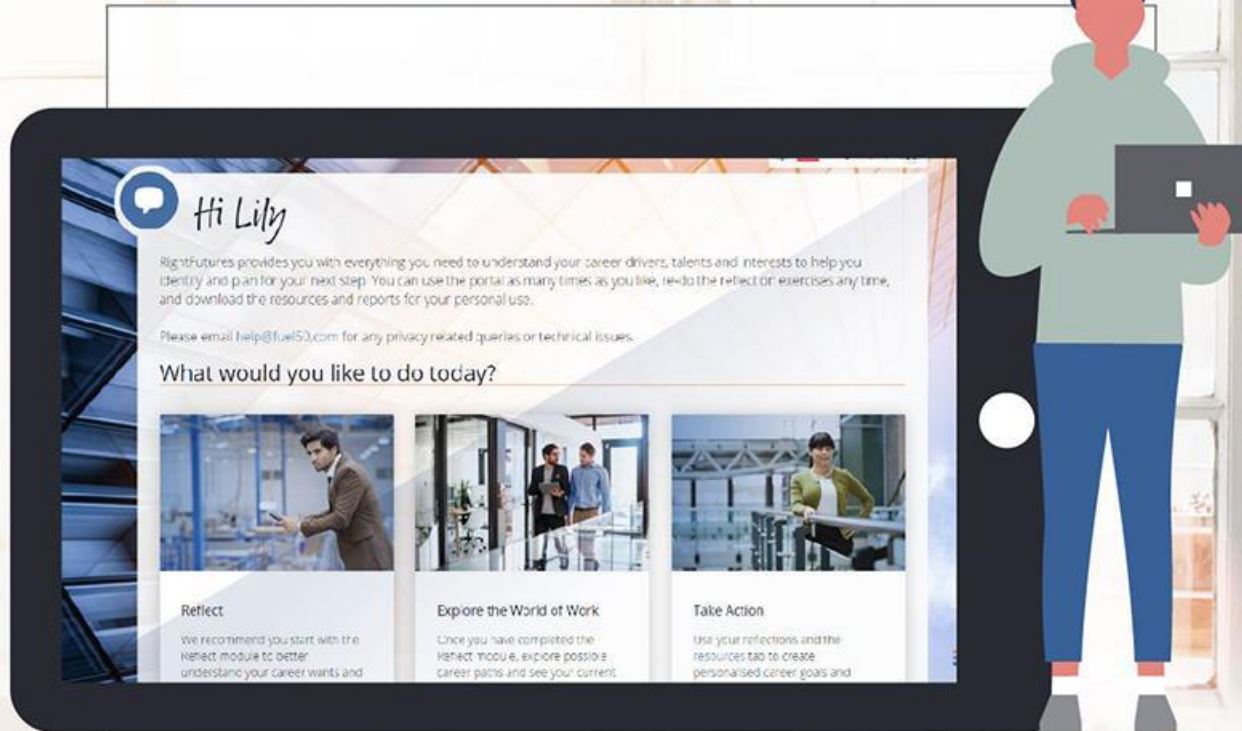 Hi Lily
RightFutures provides you with everything you need to understand your career drivers, talents and interests to help you
identify and plan for your next step. You can use the portal as many times as you like, re-do the reflection exercises any time,
and download the resources and reports for your personal use.
Please email help@fuel50.com for any privacy related queries or technical issues.
What would you like to do today?
Reflect
We recommend you start with the
Reflect module to better
understand your career wants and
Explore the World of Work
Once you have completed the
Reflect module, explore possible
career paths and see your current
Take Action
Use your reflections and the
resources tab to create
personalised career goals and